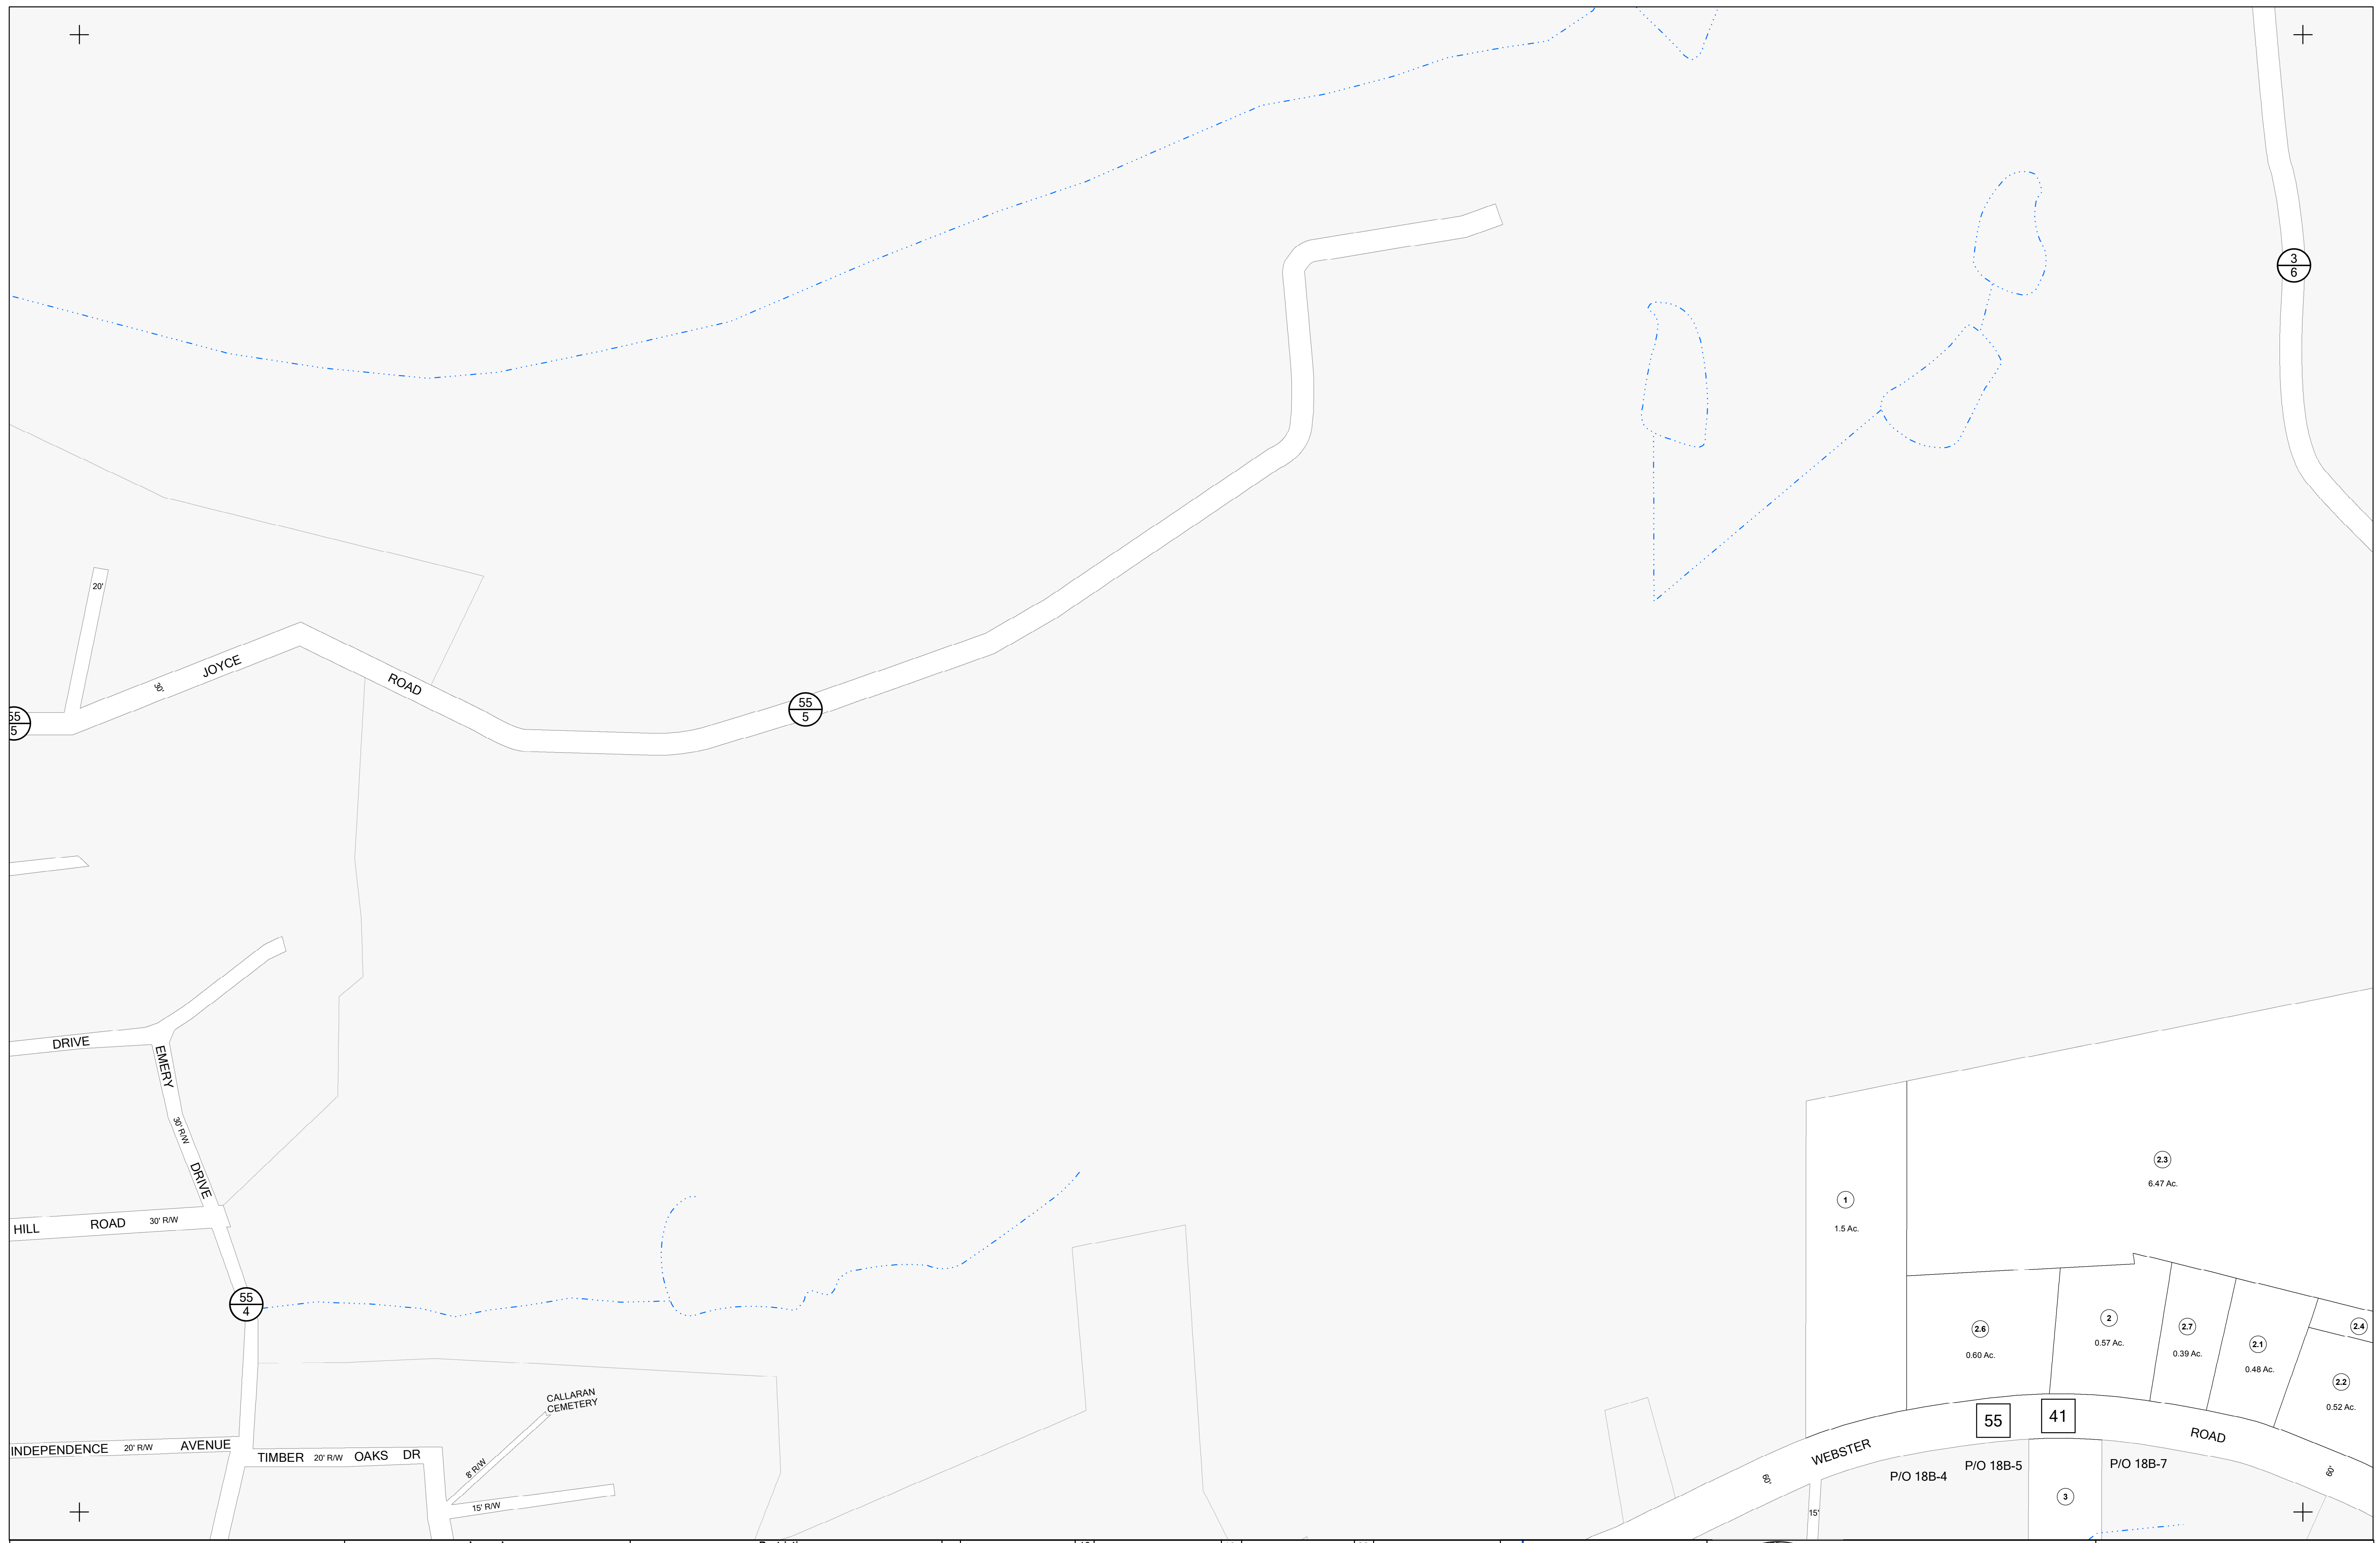 3
6
20'
JOYCE
30'
ROAD
55
5
55
5
DRIVE
EMERY
30' R/W
DRIVE
HILL ROAD 30' R/W
55
4
INDEPENDENCE 20' R/W AVENUE
TIMBER 20' R/W OAKS DR
CALLARAN
CEMETERY
8' R/W
15' R/W
1
1.5 Ac.
2.3
6.47 Ac.
2.6
0.60 Ac.
2
0.57 Ac.
2.7
0.39 Ac.
2.1
0.48 Ac.
2.4
2.2
0.52 Ac.
55
41
WEBSTER
ROAD
60'
60'
P/O 18B-4
P/O 18B-5
P/O 18B-7
3
15'